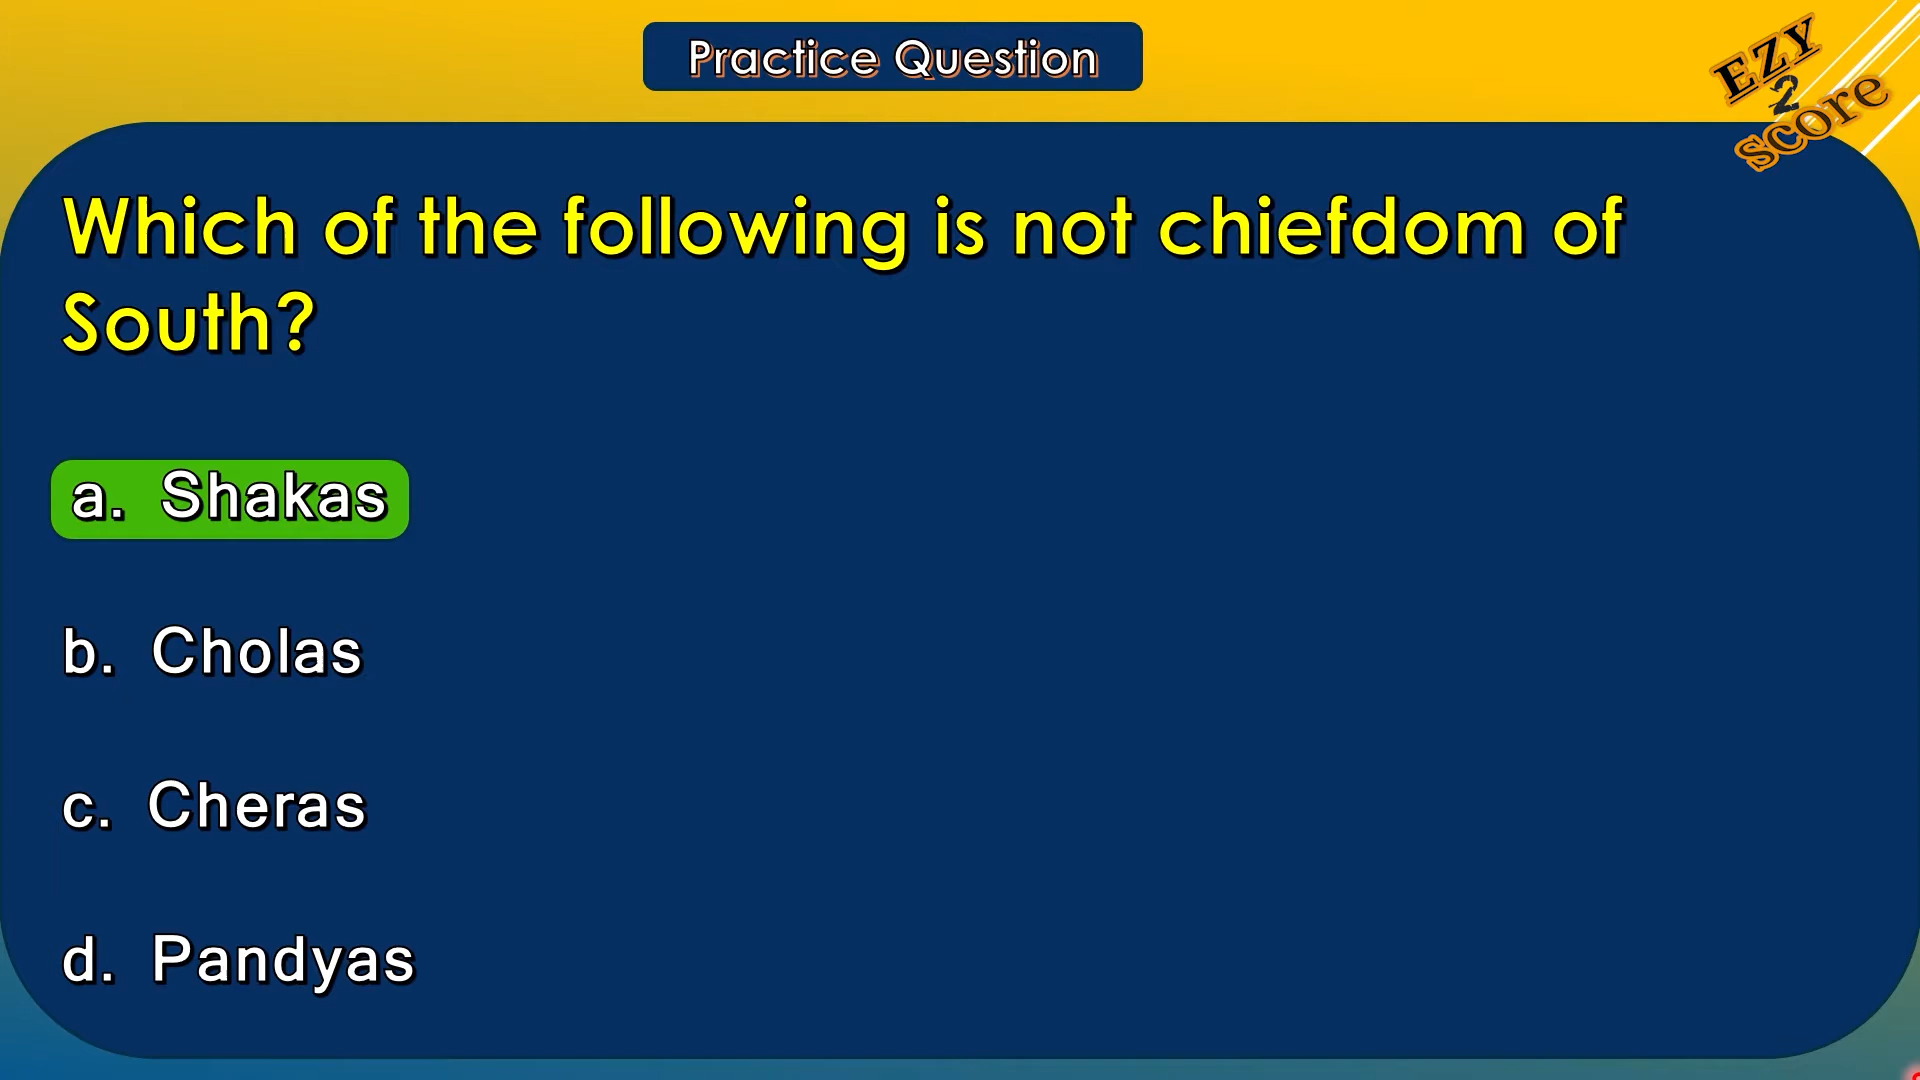 Practice Question
EZY
2
score
Which of the following is not chiefdom of
South?
a. Shakas
b. Cholas
c. Cheras
d. Pandyas